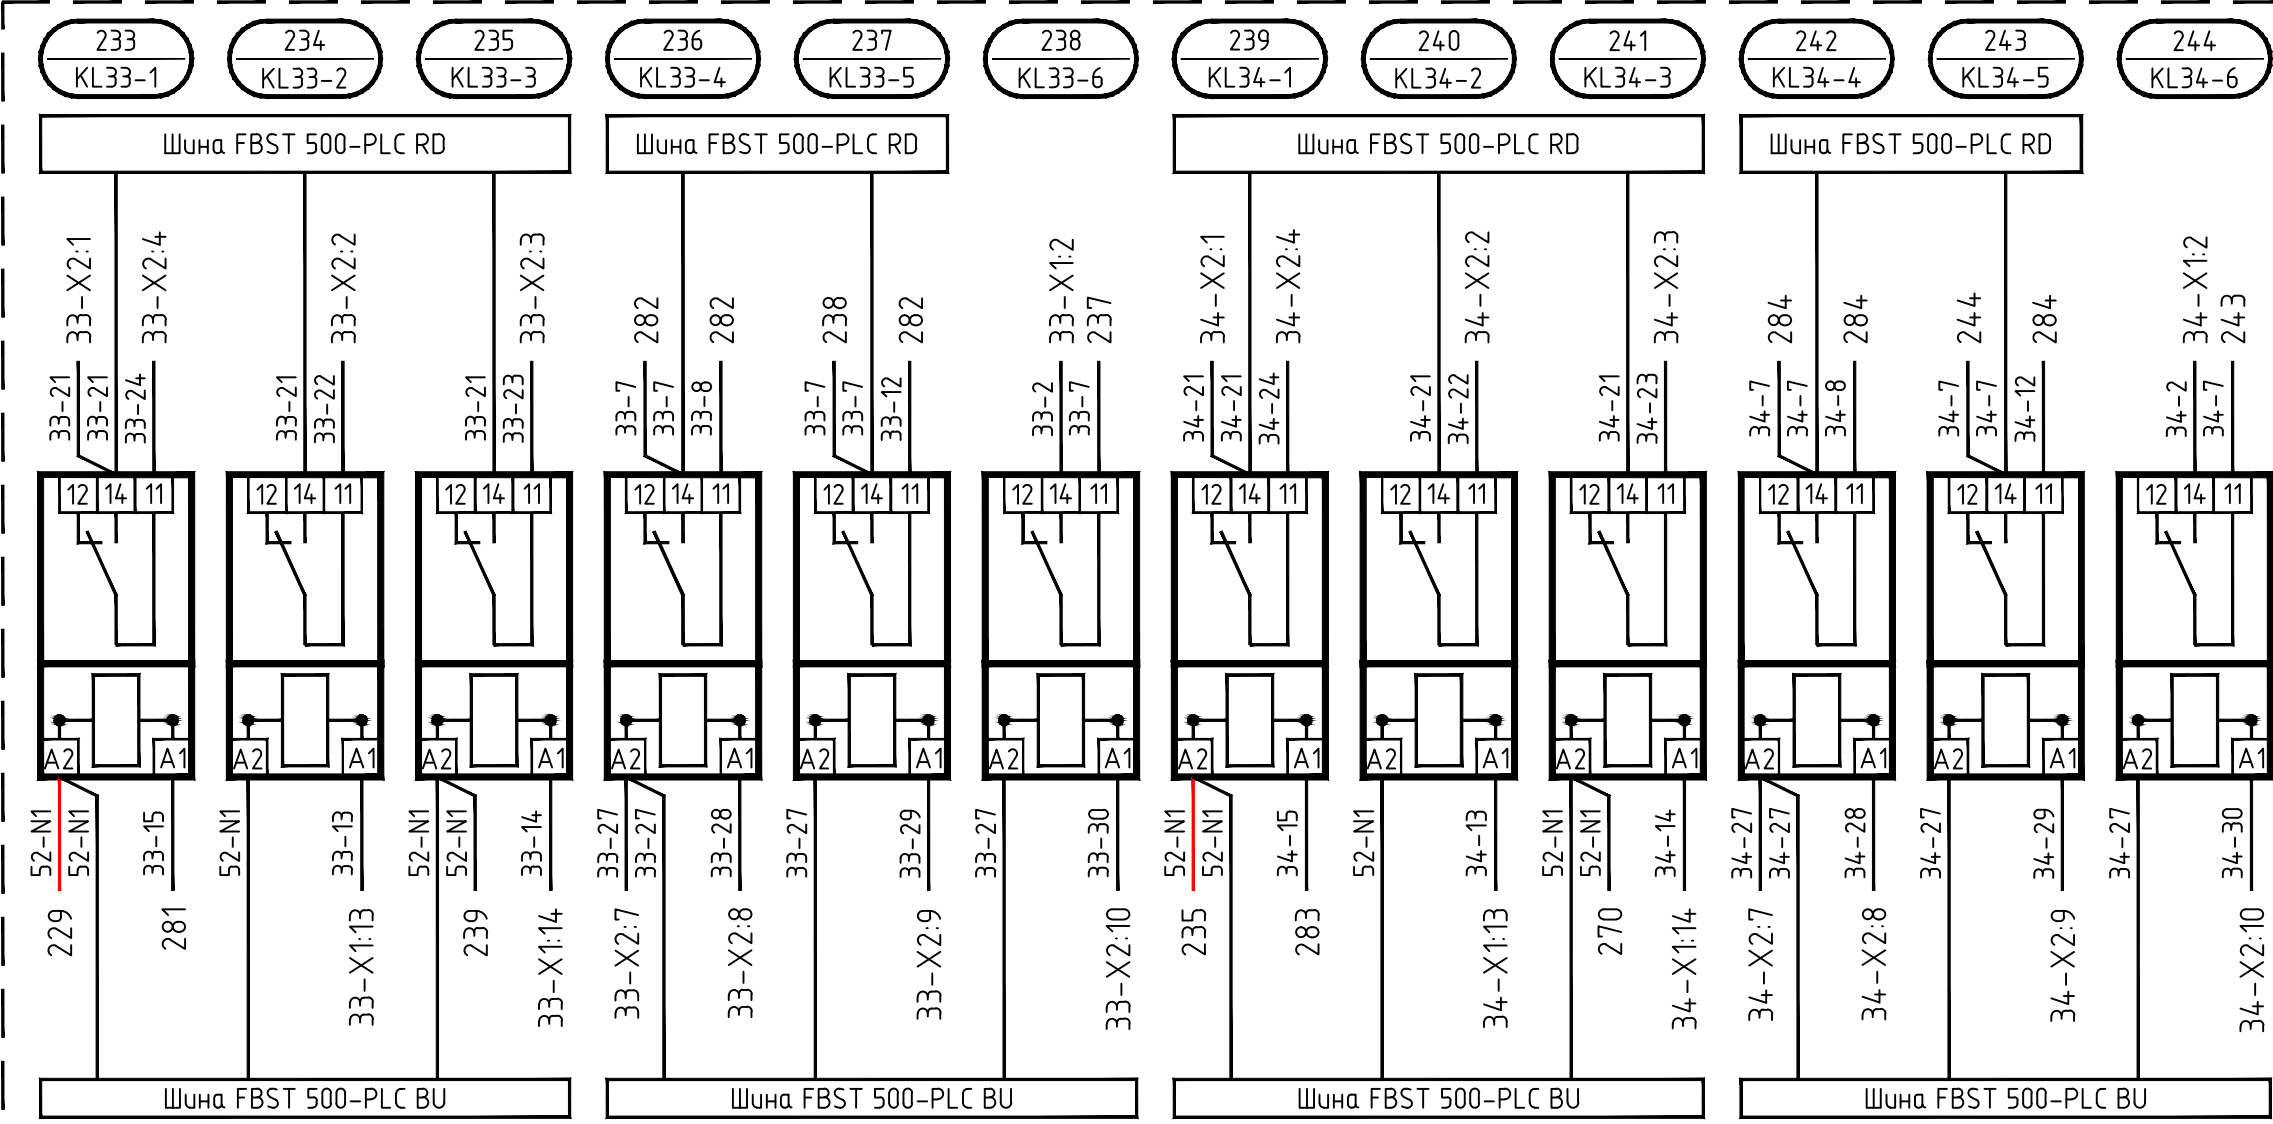 233 234 235 236 237 238 239 240 241 242 243 244
KL33-1 KL33-2 KL33-3 KL33-4 KL33-5 KL33-6 KL34-1 KL34-2 KL34-3 KL34-4 KL34-5 KL34-6
Шина FBST 500-PLC RD Шина FBST 500-PLC RD Шина FBST 500-PLC RD Шина FBST 500-PLC RD
33-X2:1 33-X2:4 33-X2:2 33-X2:3 282 282 238 282 33-X1:2 237 34-X2:1 34-X2:4 34-X2:2 34-X2:3 284 284 244 284 34-X1:2 243
33-21 33-21 33-24 33-21 33-22 33-21 33-23 33-7 33-7 33-8 33-7 33-7 33-12 33-2 33-7 34-21 34-21 34-24 34-21 34-22 34-21 34-23 34-7 34-7 34-8 34-7 34-7 34-12 34-2 34-7
12 14 11 12 14 11 12 14 11 12 14 11 12 14 11 12 14 11 12 14 11 12 14 11 12 14 11 12 14 11 12 14 11 12 14 11
A2 A1 A2 A1 A2 A1 A2 A1 A2 A1 A2 A1 A2 A1 A2 A1 A2 A1 A2 A1 A2 A1 A2 A1
52-N1 52-N1 33-15 52-N1 33-13 52-N1 52-N1 33-14 33-27 33-27 33-28 33-27 33-29 33-27 33-30 52-N1 52-N1 34-15 52-N1 34-13 52-N1 52-N1 34-14 34-27 34-27 34-28 34-27 34-29 34-27 34-30
229 281 33-X1:13 239 33-X1:14 33-X2:7 33-X2:8 33-X2:9 33-X2:10 235 283 34-X1:13 270 34-X1:14 34-X2:7 34-X2:8 34-X2:9 34-X2:10
Шина FBST 500-PLC BU Шина FBST 500-PLC BU Шина FBST 500-PLC BU Шина FBST 500-PLC BU